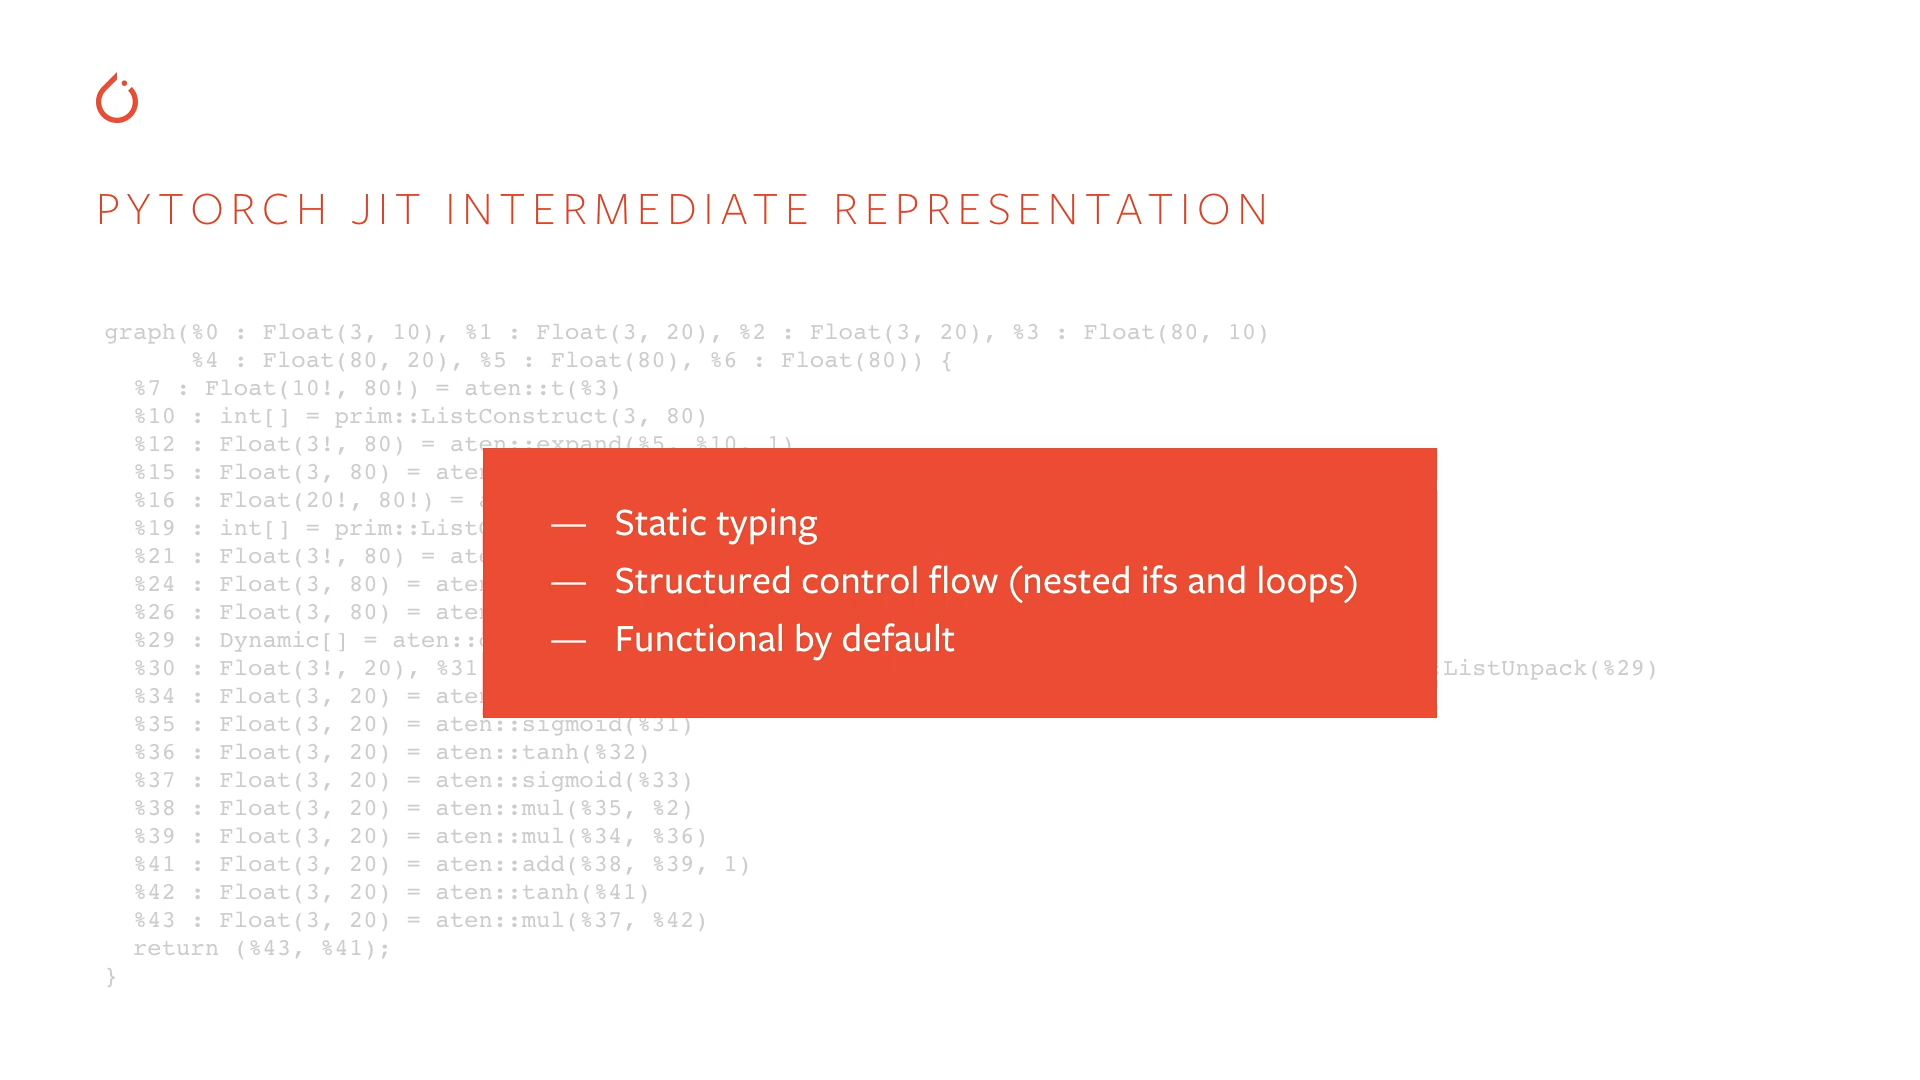 PYTORCH JIT INTERMEDIATE REPRESENTATION
graph(%0 : Float(3, 10), %1 : Float(3, 20), %2 : Float(3, 20), %3 : Float(80, 10)
%4 : Float(80, 20), %5 : Float(80), %6 : Float(80)) {
%7 : Float(10!, 80!) = aten::t(%3)
%10 : int[] = prim::ListConstruct(3, 80)
%12 : Float(3!, 80) = aten::expand(%5, %10, 1)
%15 : Float(3, 80) = aten
%16 : Float(20!, 80!) =
%19 : int[] = prim::List
%21 : Float(3!, 80) = ate
%24 : Float(3, 80) = aten
%26 : Float(3, 80) = aten
%29 : Dynamic[] = aten::
%30 : Float(3!, 20), %31 :ListUnpack(%29)
%34 : Float(3, 20) = aten
%35 : Float(3, 20) = aten::sigmoid(%31)
%36 : Float(3, 20) = aten::tanh(%32)
%37 : Float(3, 20) = aten::sigmoid(%33)
%38 : Float(3, 20) = aten::mul(%35, %2)
%39 : Float(3, 20) = aten::mul(%34, %36)
%41 : Float(3, 20) = aten::add(%38, %39, 1)
%42 : Float(3, 20) = aten::tanh(%41)
%43 : Float(3, 20) = aten::mul(%37, %42)
return (%43, %41);
}
— Static typing
— Structured control flow (nested ifs and loops)
— Functional by default